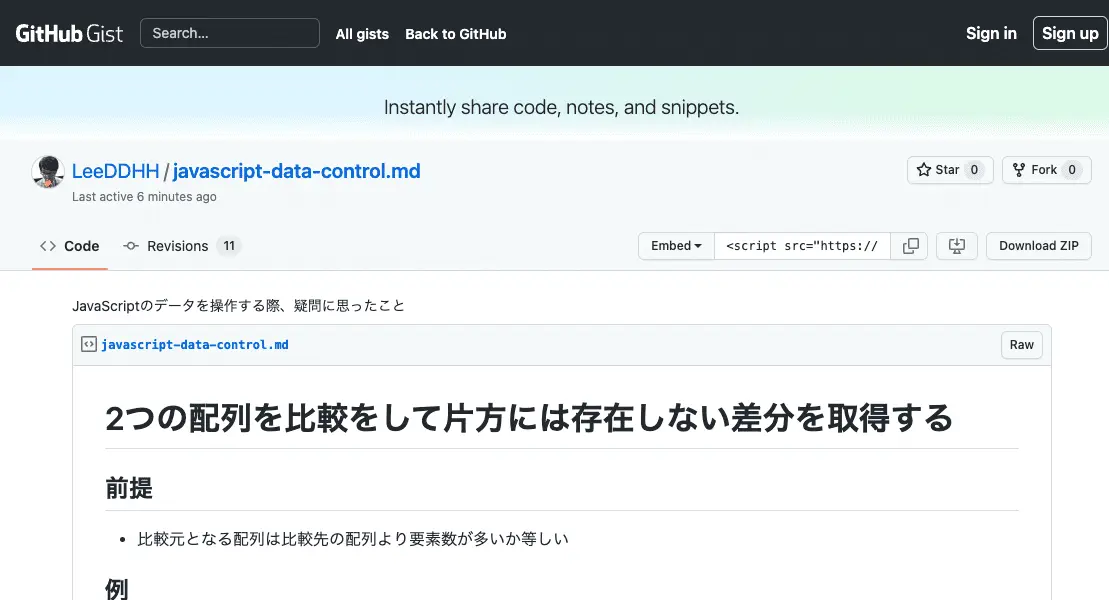 GitHub Gist Search... All gists Back to GitHub Sign in Sign up
Instantly share code, notes, and snippets.
LeeDDHH / javascript-data-control.md Star 0 Fork 0
Last active 6 minutes ago
Code Revisions 11 Embed <script src="https:// Download ZIP
JavaScriptのデータを操作する際、疑問に思ったこと
javascript-data-control.md Raw
2つの配列を比較をして片方には存在しない差分を取得する
前提
• 比較元となる配列は比較先の配列より要素数が多いか等しい
例